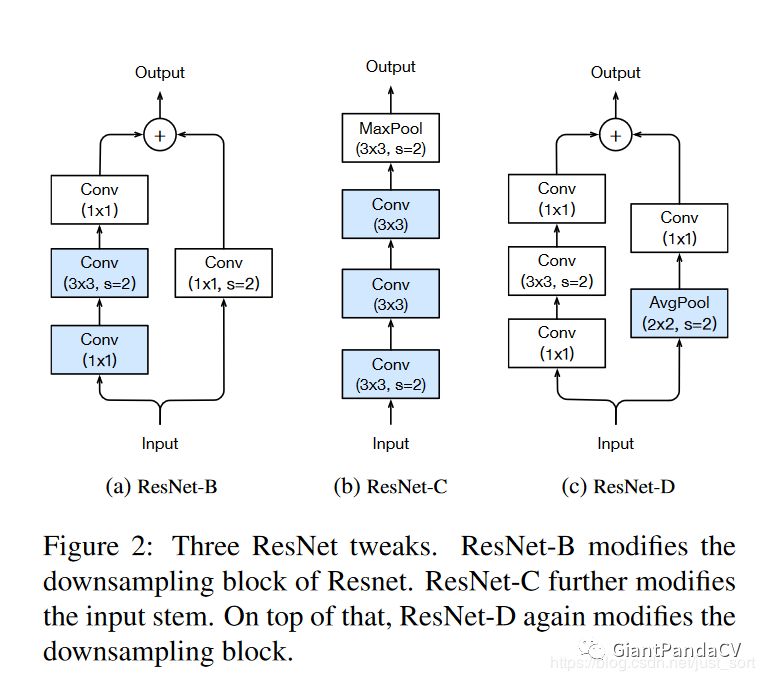 Output
Output
Output
+
MaxPool
(3x3, s=2)
+
Conv
(1x1)
Conv
(3x3)
Conv
(1x1)
Conv
(1x1)
Conv
(3x3, s=2)
Conv
(1x1, s=2)
Conv
(3x3)
Conv
(3x3, s=2)
AvgPool
(2x2, s=2)
Conv
(1x1)
Conv
(3x3, s=2)
Conv
(1x1)
Input
Input
Input
(a) ResNet-B
(b) ResNet-C
(c) ResNet-D
Figure 2: Three ResNet tweaks. ResNet-B modifies the
downsampling block of Resnet. ResNet-C further modifies
the input stem. On top of that, ResNet-D again modifies the
downsampling block.
GiantPandaCV
https://blog.csdn.net/just_sort